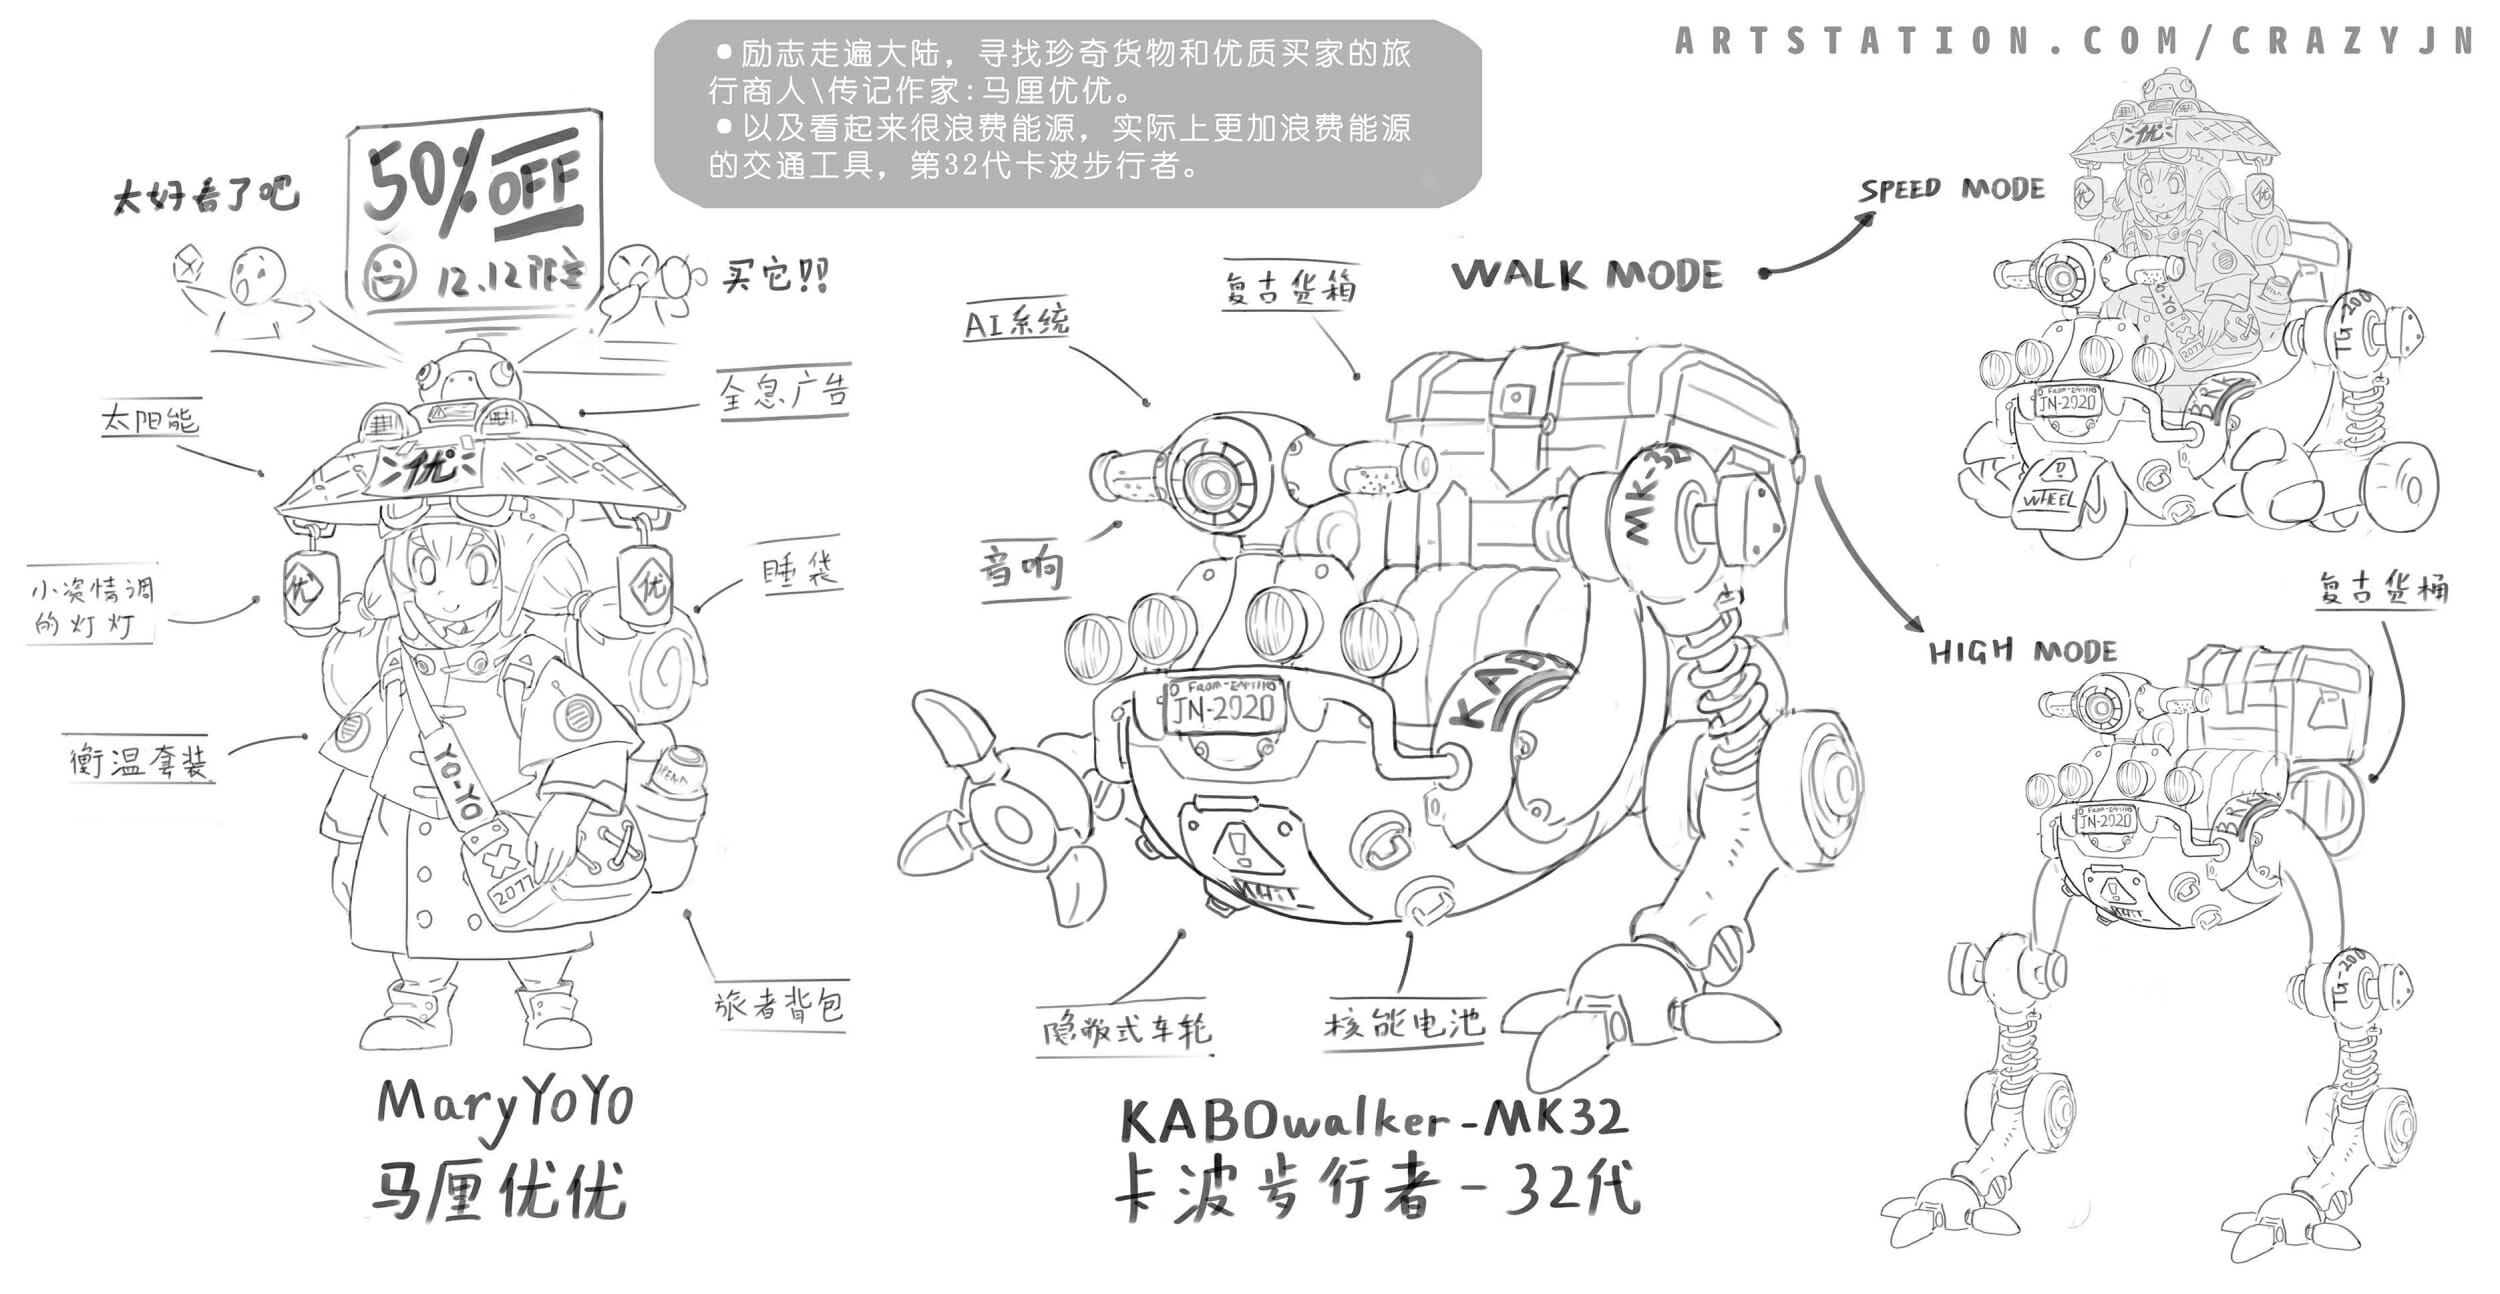 •励志走遍大陆，寻找珍奇货物和优质买家的旅
行商人\传记作家:马厘优优。
•以及看起来很浪费能源，实际上更加浪费能源
的交通工具，第32代卡波步行者。
ARTSTATION.COM/CRAZYJN
太好看了吧
50%OFF
12.12
买它!!
全息广告
太阳能
优
优
优
小资情调
的灯灯
睡袋
衡温套装
YO-YO
2077
OPEN
旅者背包
MaryYoYo
马厘优优
AI系统
复古货箱
音响
WALK MODE
MK-32
KAB
JN-2020
隐蔽式车轮
核能电池
KABOwalker-MK32
卡波步行者-32代
SPEED MODE
优
优
优
YO-YO
2077
TG-200
JN-2020
BRK
WHEEL
HIGH MODE
复古货桶
JN-2020
BRK
TG-200